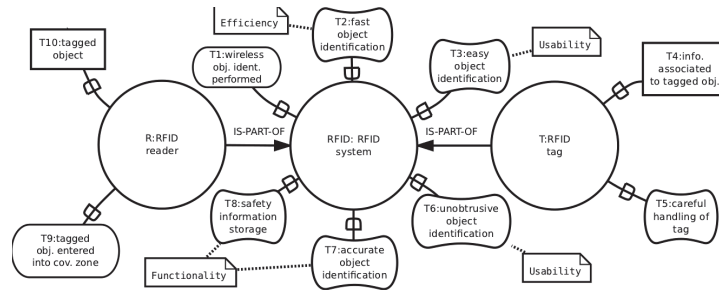 Efficiency
T2:fast
object
identification
T10:tagged
object
T1:wireless
obj. ident.
performed
T3:easy
object
identification
Usability
T4:info.
associated
to tagged obj.
R:RFID
reader
IS-PART-OF
RFID: RFID
system
IS-PART-OF
T:RFID
tag
T9:tagged
obj. entered
into cov. zone
T8:safety
information
storage
T6:unobtrusive
object
identification
T5:careful
handling of
tag
Functionality
T7:accurate
object
identification
Usability